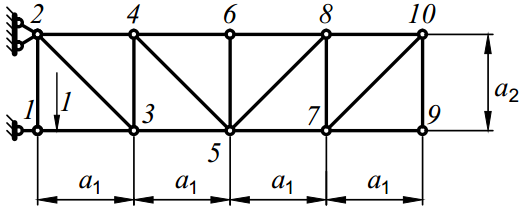 2 4 6 8 10
1 1 3 5 7 9
a₂
a₁ a₁ a₁ a₁